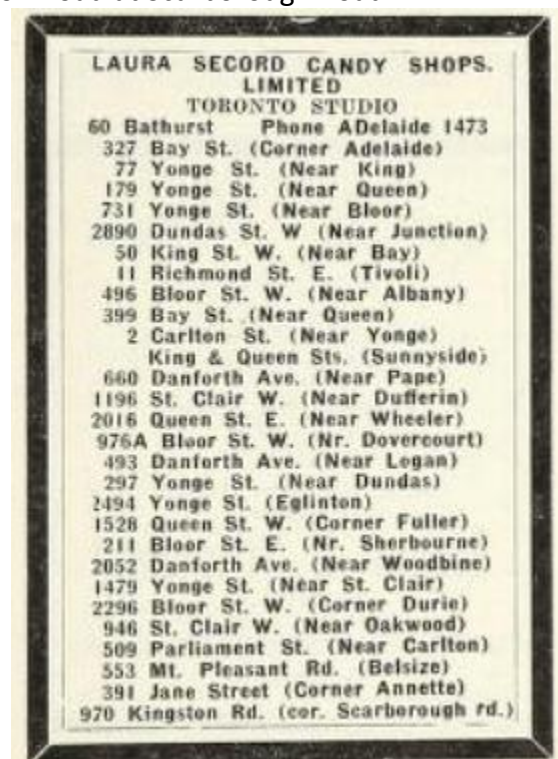 LAURA SECORD CANDY SHOPS.
LIMITED
TORONTO STUDIO
60 Bathurst Phone ADelaide 1473
327 Bay St. (Corner Adelaide)
77 Yonge St. (Near King)
179 Yonge St. (Near Queen)
731 Yonge St. (Near Bloor)
2890 Dundas St. W (Near Junction)
50 King St. W. (Near Bay)
11 Richmond St. E. (Tivoli)
496 Bloor St. W. (Near Albany)
399 Bay St. (Near Queen)
2 Carlton St. (Near Yonge)
King & Queen Sts. (Sunnyside)
660 Danforth Ave. (Near Pape)
1196 St. Clair W. (Near Dufferin)
2016 Queen St. E. (Near Wheeler)
976A Bloor St. W. (Nr. Dovercourt)
493 Danforth Ave. (Near Logan)
297 Yonge St. (Near Dundas)
2494 Yonge St. (Eglinton)
1528 Queen St. W. (Corner Fuller)
211 Bloor St. E. (Nr. Sherbourne)
2052 Danforth Ave. (Near Woodbine)
1479 Yonge St. (Near St. Clair)
2296 Bloor St. W. (Corner Durie)
946 St. Clair W. (Near Oakwood)
509 Parliament St. (Near Carlton)
553 Mt. Pleasant Rd. (Belsize)
391 Jane Street (Corner Annette)
970 Kingston Rd. (cor. Scarborough rd.)